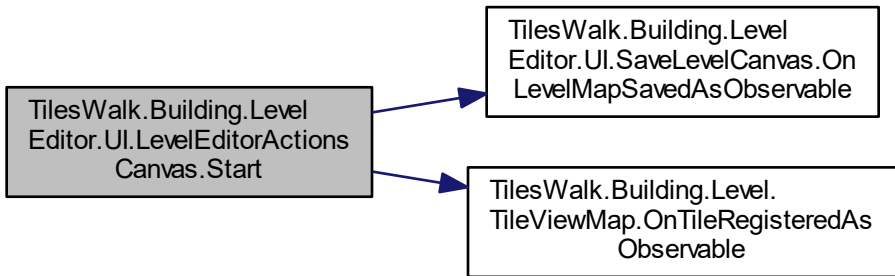 TilesWalk.Building.Level
Editor.UI.LevelEditorActions
Canvas.Start
TilesWalk.Building.Level
Editor.UI.SaveLevelCanvas.On
LevelMapSavedAsObservable
TilesWalk.Building.Level.
TileViewMap.OnTileRegisteredAs
Observable